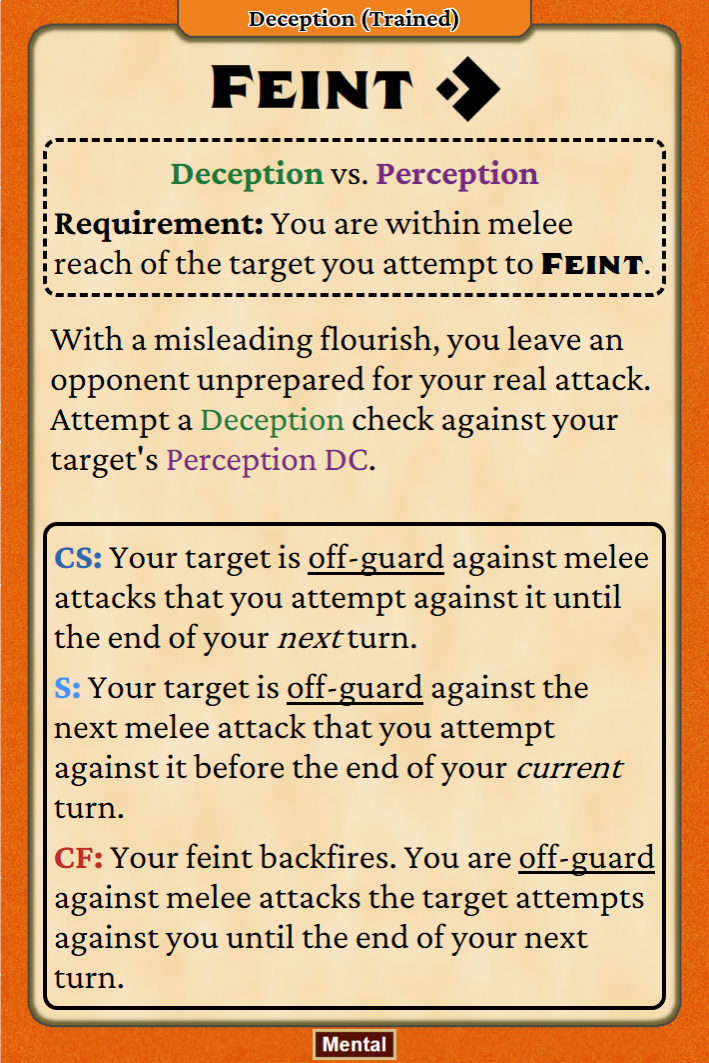 Deception (Trained)
FEINT
Deception vs. Perception
Requirement: You are within melee
reach of the target you attempt to FEINT.
With a misleading flourish, you leave an
opponent unprepared for your real attack.
Attempt a Deception check against your
target's Perception DC.
CS: Your target is off-guard against melee
attacks that you attempt against it until
the end of your next turn.
S: Your target is off-guard against the
next melee attack that you attempt
against it before the end of your current
turn.
CF: Your feint backfires. You are off-guard
against melee attacks the target attempts
against you until the end of your next
turn.
Mental